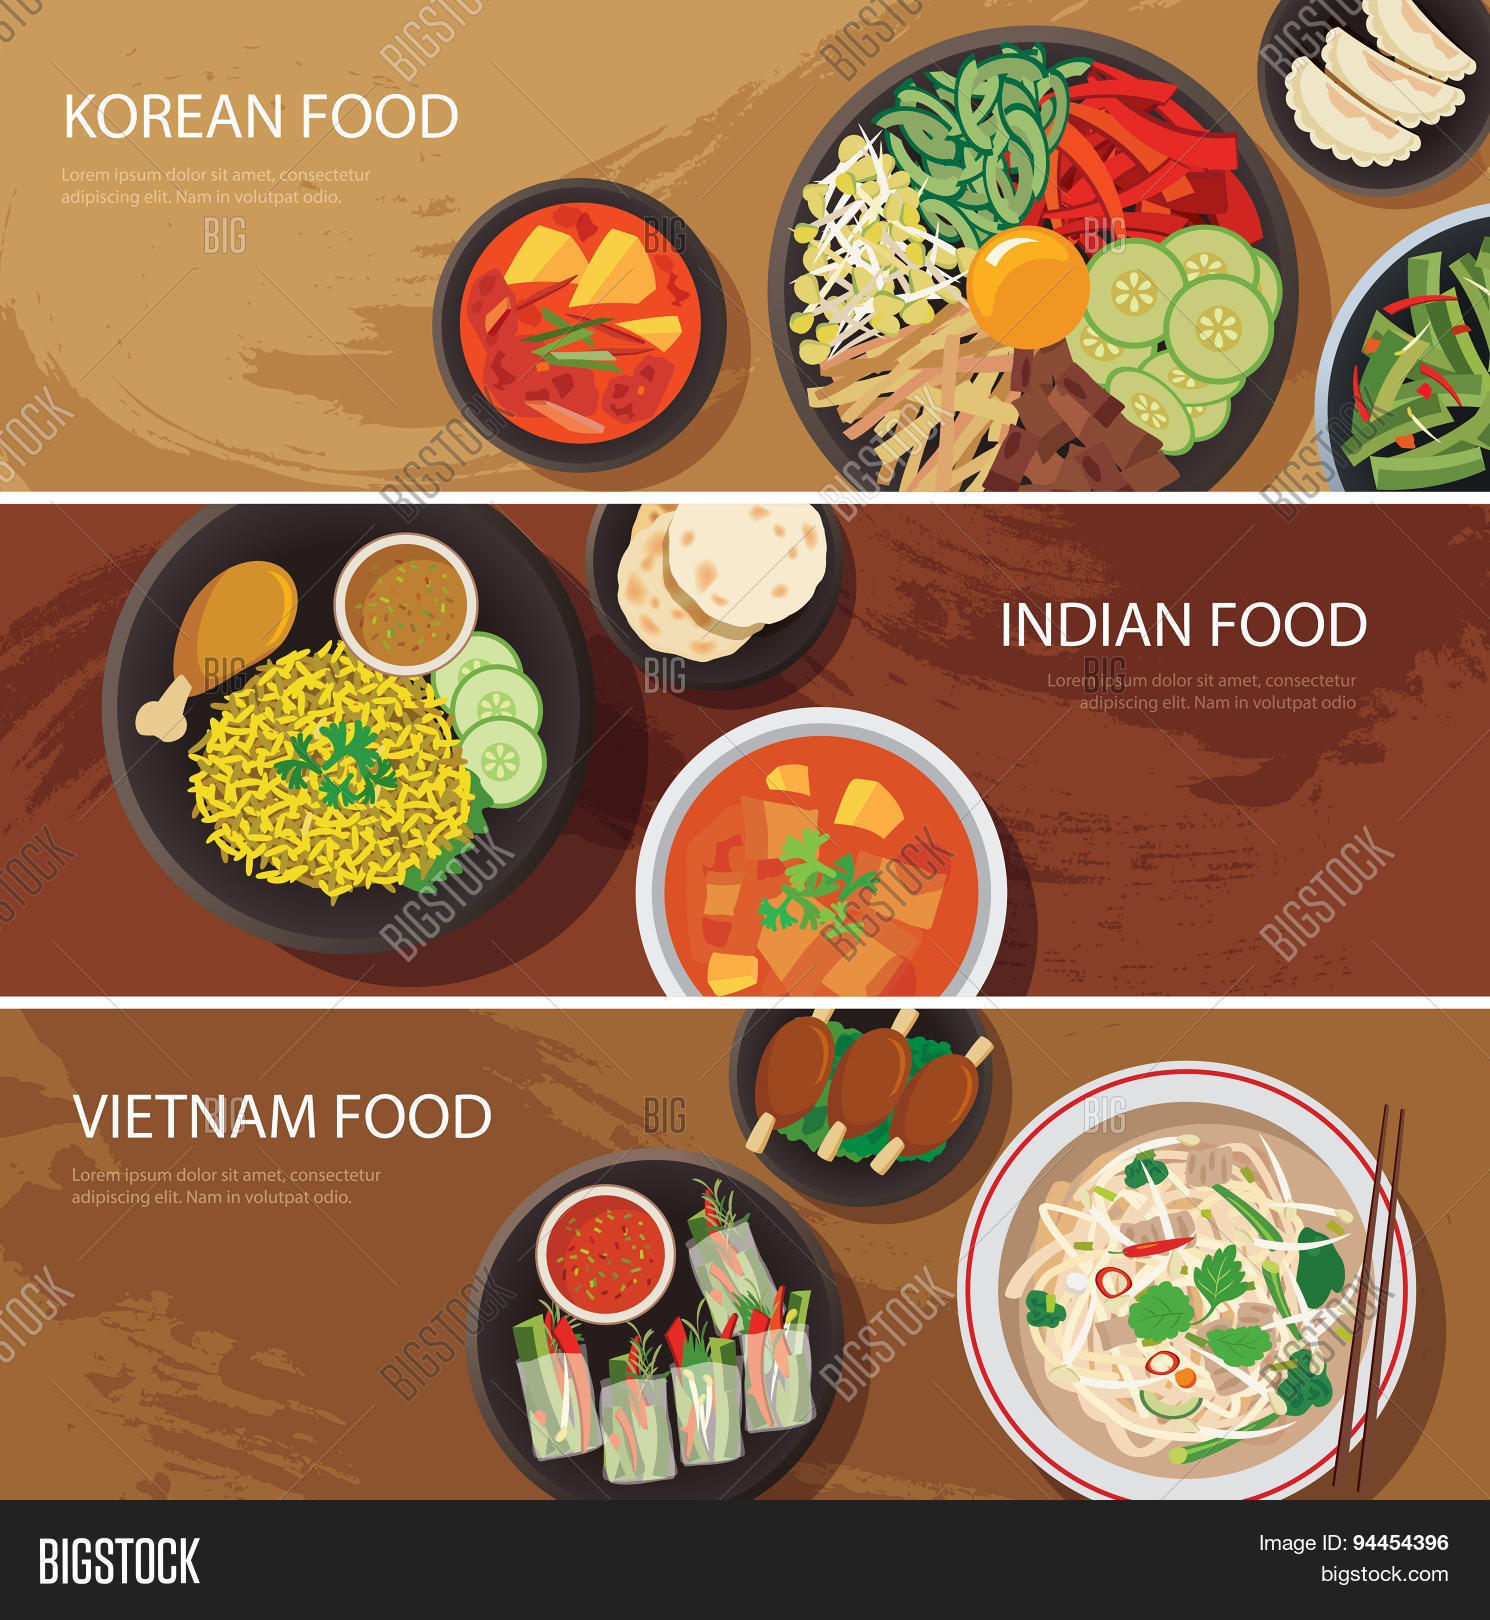 KOREAN FOOD
Lorem ipsum dolor sit amet, consectetur
adipiscing elit. Nam in volutpat odio.
INDIAN FOOD
Lorem ipsum dolor sit amet, consectetur
adipiscing elit. Nam in volutpat odio
VIETNAM FOOD
Lorem ipsum dolor sit amet, consectetur
adipiscing elit. Nam in volutpat odio.
BIGSTOCK
Image ID: 94454396
bigstock.com